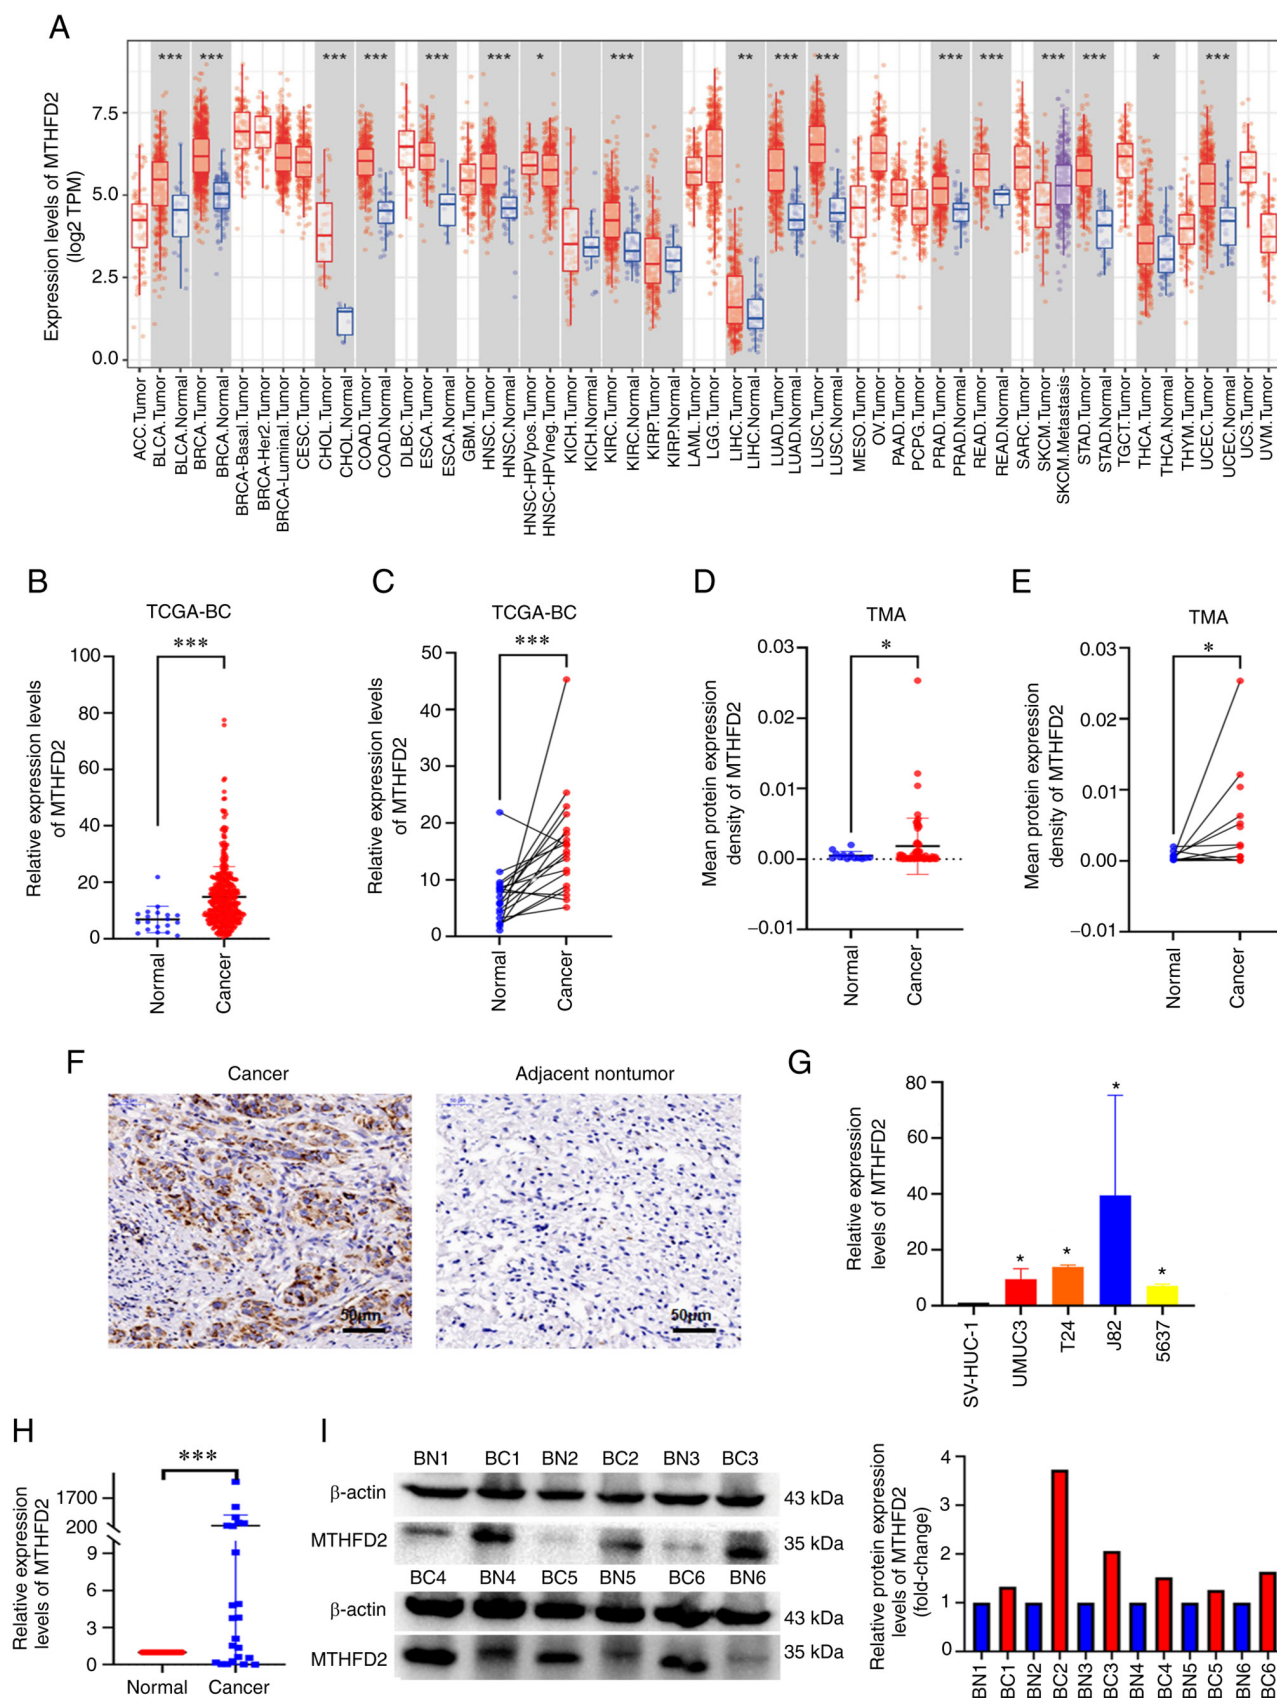 A
Expression levels of MTHFD2
(log2 TPM)
*** *** *** *** *** *** * *** ** *** *** *** *** *** *** * ***
7.5
5.0
2.5
0.0
ACC.Tumor
BLCA.Tumor
BLCA.Normal
BRCA.Tumor
BRCA.Normal
BRCA-Basal.Tumor
BRCA-Her2.Tumor
BRCA-Luminal.Tumor
CESC.Tumor
CHOL.Tumor
CHOL.Normal
COAD.Tumor
COAD.Normal
DLBC.Tumor
ESCA.Tumor
ESCA.Normal
GBM.Tumor
HNSC.Tumor
HNSC.Normal
HNSC-HPVpos.Tumor
HNSC-HPVneg.Tumor
KICH.Tumor
KICH.Normal
KIRC.Tumor
KIRC.Normal
KIRP.Tumor
KIRP.Normal
LAML.Tumor
LGG.Tumor
LIHC.Tumor
LIHC.Normal
LUAD.Tumor
LUAD.Normal
LUSC.Tumor
LUSC.Normal
MESO.Tumor
OV.Tumor
PAAD.Tumor
PCPG.Tumor
PRAD.Tumor
PRAD.Normal
READ.Tumor
READ.Normal
SARC.Tumor
SKCM.Tumor
SKCM.Metastasis
STAD.Tumor
STAD.Normal
TGCT.Tumor
THCA.Tumor
THCA.Normal
THYM.Tumor
UCEC.Tumor
UCEC.Normal
UCS.Tumor
UVM.Tumor
B
TCGA-BC
***
Relative expression levels
of MTHFD2
100
80
60
40
20
0
Normal
Cancer
C
TCGA-BC
***
Relative expression levels
of MTHFD2
50
40
30
20
10
0
Normal
Cancer
D
TMA
*
Mean protein expression
density of MTHFD2
0.03
0.02
0.01
0.00
−0.01
Normal
Cancer
E
TMA
*
Mean protein expression
density of MTHFD2
0.03
0.02
0.01
0.00
−0.01
Normal
Cancer
F
Cancer
Adjacent nontumor
50μm
50μm
G
Relative expression
levels of MTHFD2
80
60
40
20
0
*
*
*
*
SV-HUC-1
UMUC3
T24
J82
5637
H
***
Relative expression
levels of MTHFD2
1700
200
9
6
3
0
Normal
Cancer
I
BN1 BC1 BN2 BC2 BN3 BC3
β-actin 43 kDa
MTHFD2 35 kDa
BC4 BN4 BC5 BN5 BC6 BN6
β-actin 43 kDa
MTHFD2 35 kDa
Relative protein expression
levels of MTHFD2
(fold-change)
4
3
2
1
0
BN1
BC1
BN2
BC2
BN3
BC3
BN4
BC4
BN5
BC5
BN6
BC6